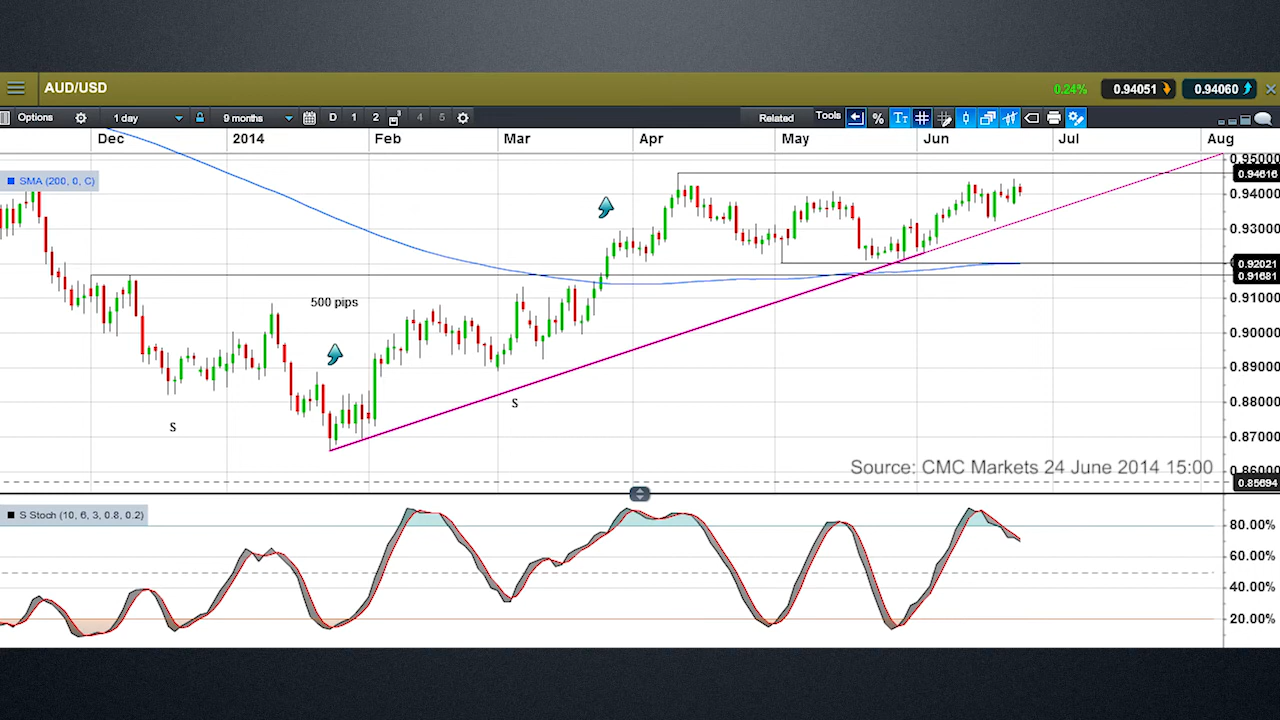 AUD/USD
0.24%
0.94051
0.94060
Options
1 day
9 months
D
1
2
3
4
5
Related
Tools
%
Dec
2014
Feb
Mar
Apr
May
Jun
Jul
Aug
SMA (200, 0, C)
0.95000
0.94616
0.94000
0.93000
0.92021
0.91681
0.91000
0.90000
0.89000
0.88000
0.87000
0.86000
0.85694
500 pips
S
S
Source: CMC Markets 24 June 2014 15:00
S Stoch (10, 6, 3, 0.8, 0.2)
80.00%
60.00%
40.00%
20.00%